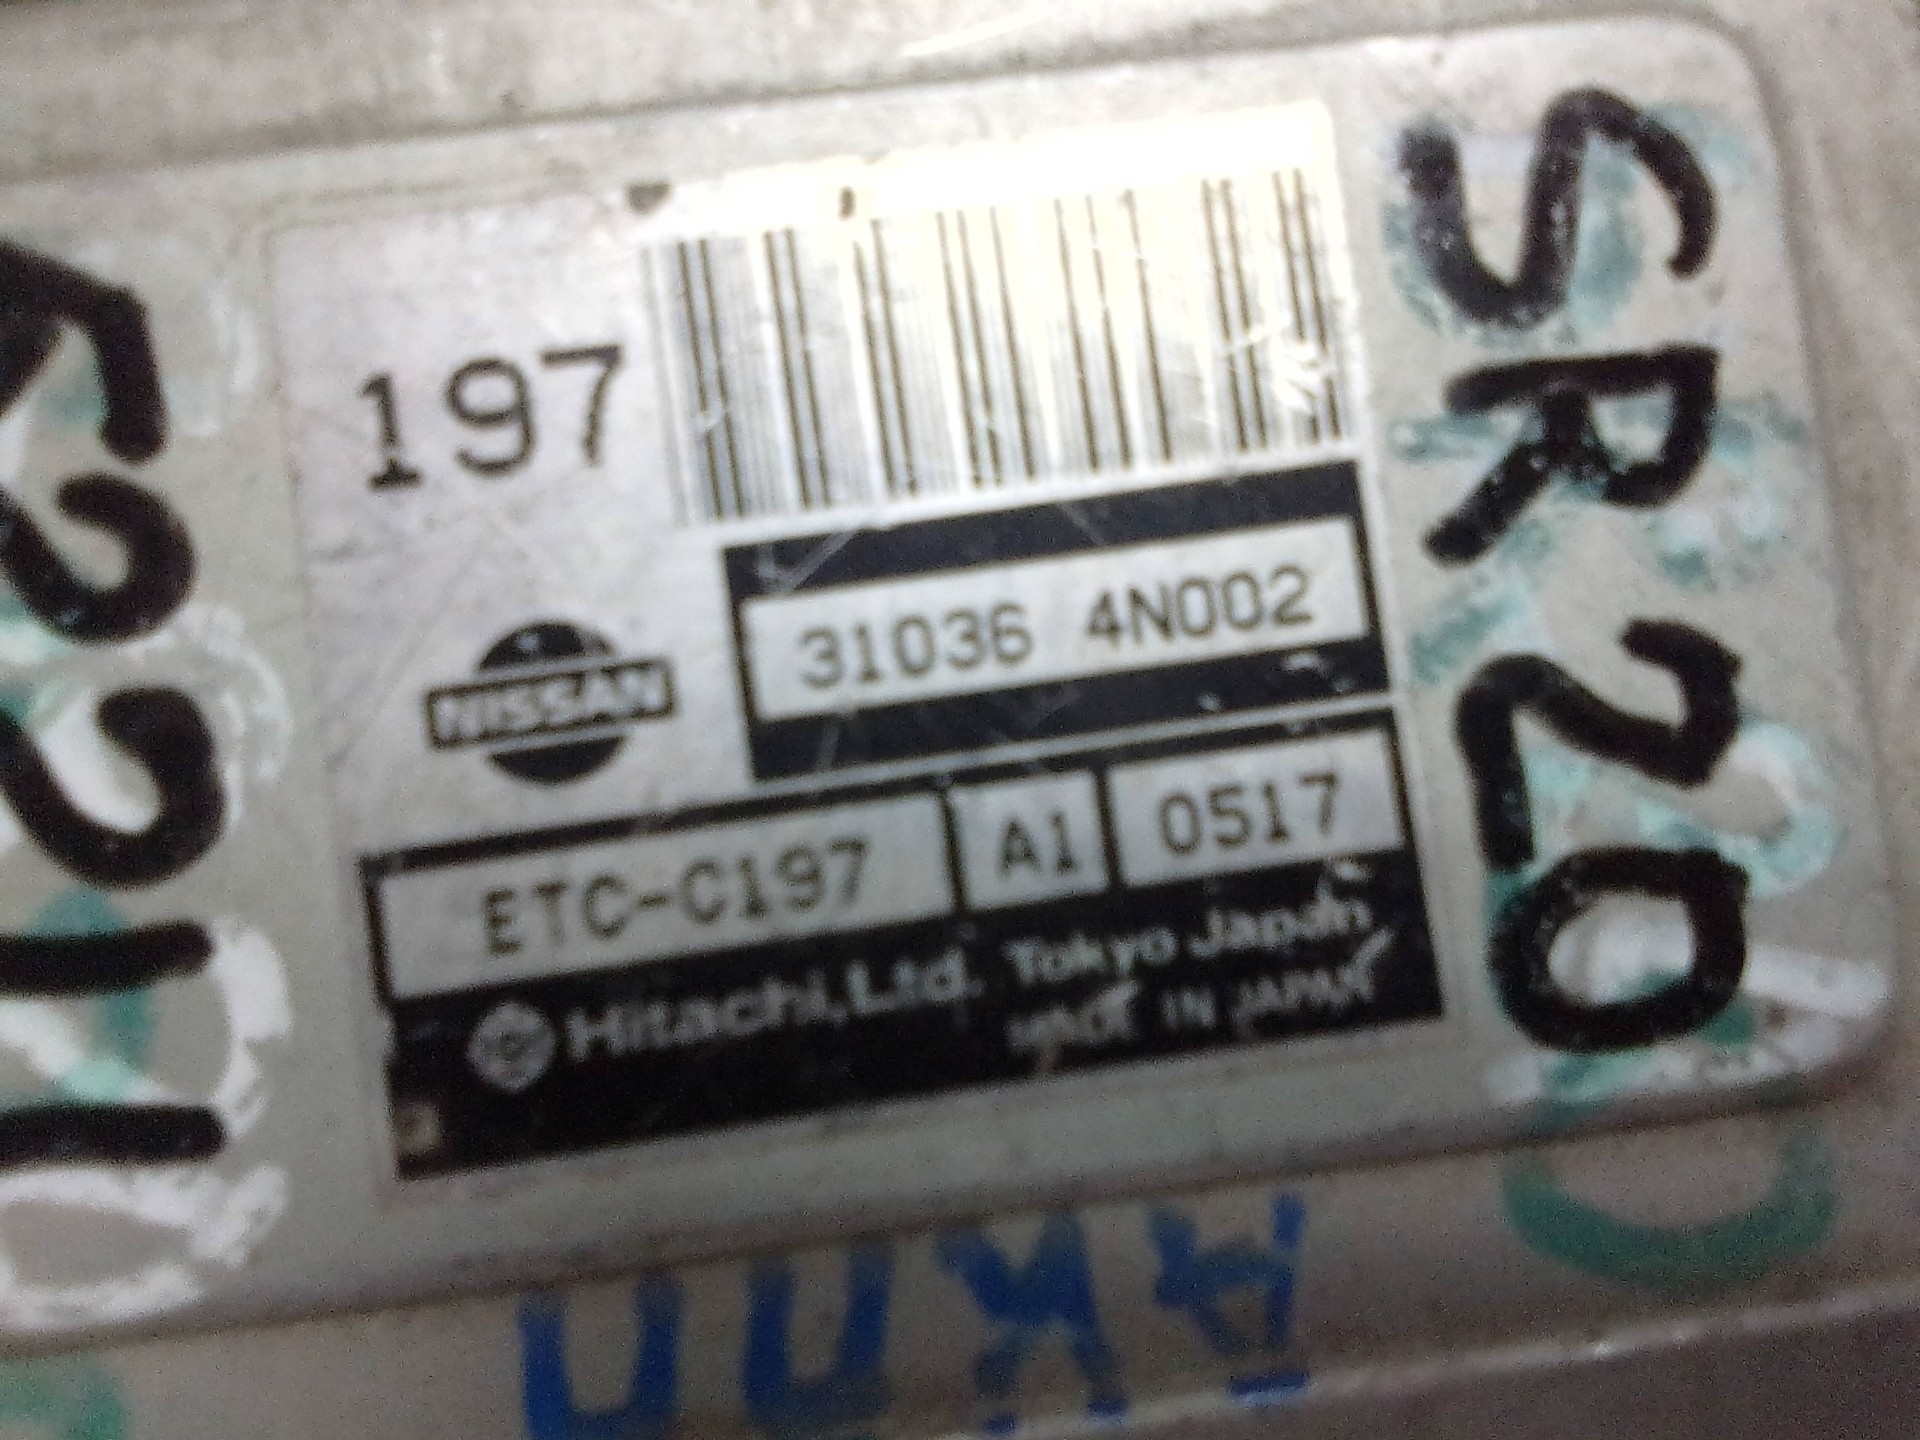 197
31036 4N002
NISSAN
ETC-C197 A1 0517
Hitachi, Ltd. Tokyo Japan
MADE IN JAPAN
SR20